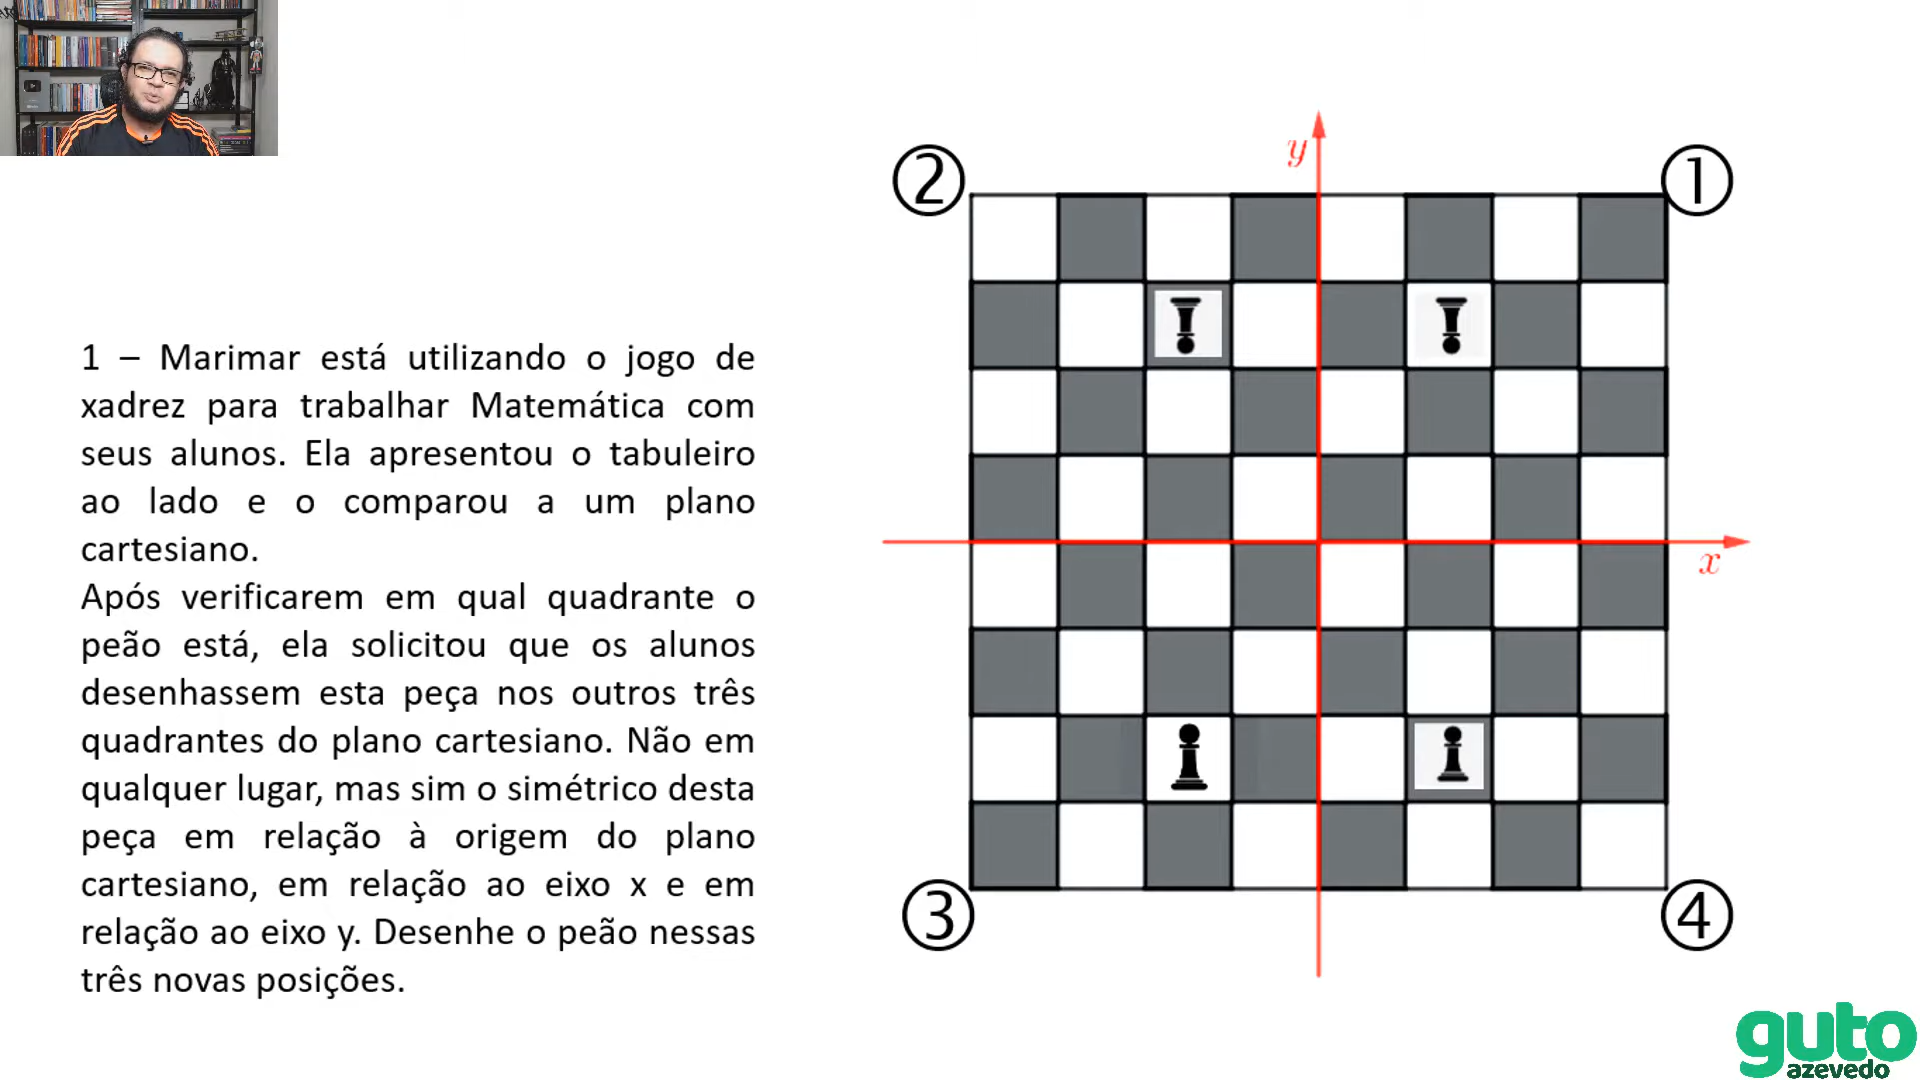 ②
y
①
1 – Marimar está utilizando o jogo de
xadrez para trabalhar Matemática com
seus alunos. Ela apresentou o tabuleiro
ao lado e o comparou a um plano
cartesiano.
Após verificarem em qual quadrante o
peão está, ela solicitou que os alunos
desenhassem esta peça nos outros três
quadrantes do plano cartesiano. Não em
qualquer lugar, mas sim o simétrico desta
peça em relação à origem do plano
cartesiano, em relação ao eixo x e em
relação ao eixo y. Desenhe o peão nessas
três novas posições.
x
③
④
guto
azevedo